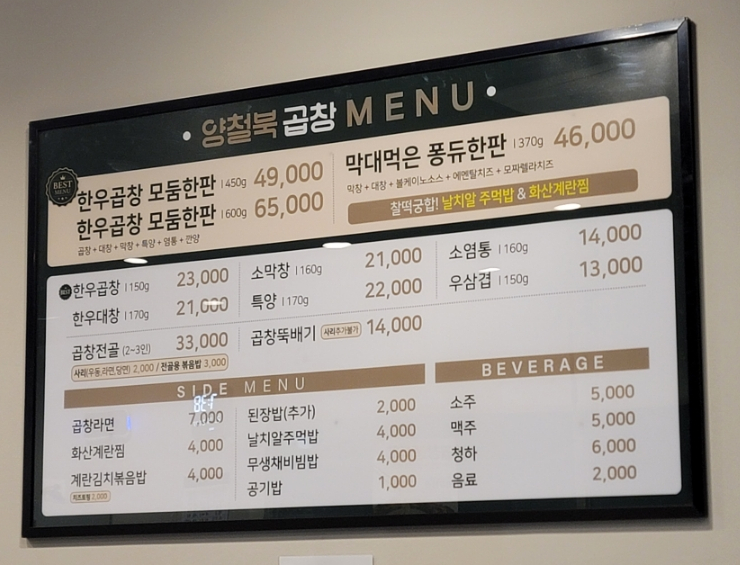 양철북 곱창 MENU
BEST MENU
한우곱창 모둠한판 | 450g 49,000
한우곱창 모둠한판 | 600g 65,000
곱창 + 대창 + 막창 + 특양 + 염통 + 깐양
막대먹은 퐁듀한판 | 370g 46,000
막창 + 대창 + 볼케이노소스 + 에멘탈치즈 + 모짜렐라치즈
찰떡궁합! 날치알 주먹밥 & 화산계란찜
한우곱창 | 150g 23,000
한우대창 | 170g 21,000
소막창 | 160g 21,000
특양 | 170g 22,000
소염통 | 160g 14,000
우삼겹 | 150g 13,000
곱창전골 (2~3인) 33,000
사리(우동,라면,당면) 2,000 / 전골용 볶음밥 3,000
곱창뚝배기 사리추가불가 14,000
SIDE MENU
곱창라면 7,000
화산계란찜 4,000
계란김치볶음밥 4,000
치즈토핑 2,000
된장밥(추가) 2,000
날치알주먹밥 4,000
무생채비빔밥 4,000
공기밥 1,000
BEVERAGE
소주 5,000
맥주 5,000
청하 6,000
음료 2,000